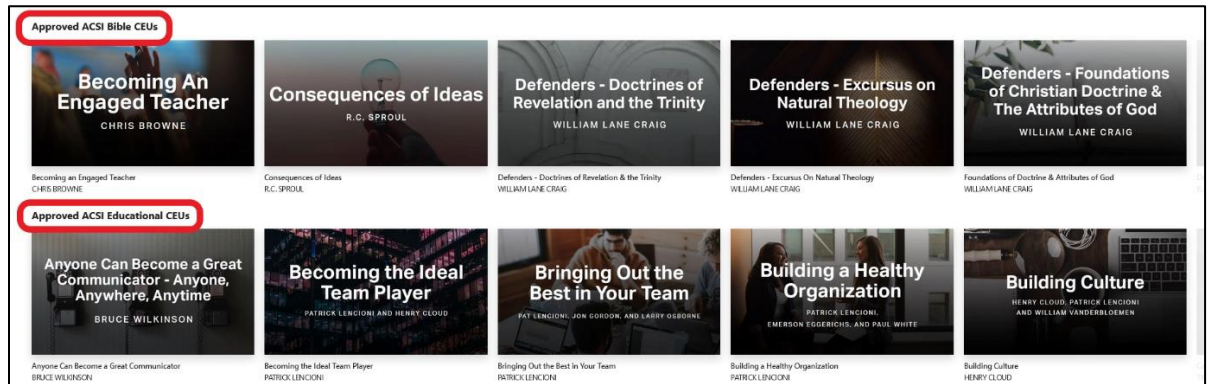 Approved ACSI Bible CEUs
Becoming An
Engaged Teacher
CHRIS BROWNE
Consequences of Ideas
R.C. SPROUL
Defenders - Doctrines of
Revelation and the Trinity
WILLIAM LANE CRAIG
Defenders - Excursus on
Natural Theology
WILLIAM LANE CRAIG
Defenders - Foundations
of Christian Doctrine &
The Attributes of God
WILLIAM LANE CRAIG
Becoming an Engaged Teacher
CHRIS BROWNE
Consequences of Ideas
R.C. SPROUL
Defenders - Doctrines of Revelation & the Trinity
WILLIAM LANE CRAIG
Defenders - Excursus On Natural Theology
WILLIAM LANE CRAIG
Foundations of Doctrine & Attributes of God
WILLIAM LANE CRAIG
Approved ACSI Educational CEUs
Anyone Can Become a Great
Communicator - Anyone,
Anywhere, Anytime
BRUCE WILKINSON
Becoming the Ideal
Team Player
PATRICK LENCIONI AND HENRY CLOUD
Bringing Out the
Best in Your Team
PAT LENCIONI, JON GORDON, AND LARRY OSBORNE
Building a Healthy
Organization
PATRICK LENCIONI,
EMERSON EGGERICHS, AND PAUL WHITE
Building Culture
HENRY CLOUD, PATRICK LENCIONI
AND WILLIAM VANDERBLOEMEN
Anyone Can Become a Great Communicator
BRUCE WILKINSON
Becoming the Ideal Team Player
PATRICK LENCIONI
Bringing Out the Best in Your Team
PATRICK LENCIONI
Building a Healthy Organization
PATRICK LENCIONI
Building Culture
HENRY CLOUD